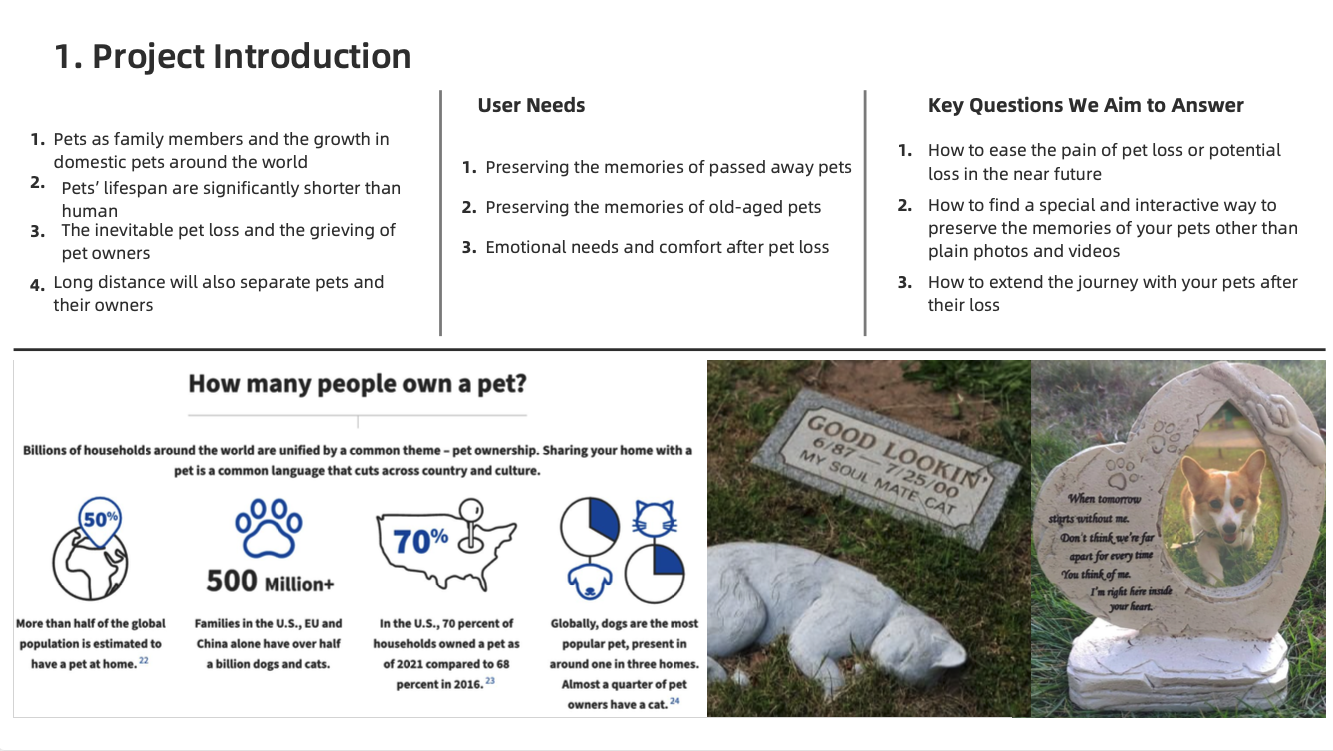 1. Project Introduction
1. Pets as family members and the growth in
domestic pets around the world
2. Pets' lifespan are significantly shorter than
human
3. The inevitable pet loss and the grieving of
pet owners
4. Long distance will also separate pets and
their owners
User Needs
1. Preserving the memories of passed away pets
2. Preserving the memories of old-aged pets
3. Emotional needs and comfort after pet loss
Key Questions We Aim to Answer
1. How to ease the pain of pet loss or potential
loss in the near future
2. How to find a special and interactive way to
preserve the memories of your pets other than
plain photos and videos
3. How to extend the journey with your pets after
their loss
How many people own a pet?
Billions of households around the world are unified by a common theme – pet ownership. Sharing your home with a
pet is a common language that cuts across country and culture.
50%
More than half of the global
population is estimated to
have a pet at home. 22
500 Million+
Families in the U.S., EU and
China alone have over half
a billion dogs and cats.
70%
In the U.S., 70 percent of
households owned a pet as
of 2021 compared to 68
percent in 2016. 23
Globally, dogs are the most
popular pet, present in
around one in three homes.
Almost a quarter of pet
owners have a cat. 24
GOOD LOOKIN'
6/87 — 7/25/00
MY SOUL MATE CAT
When tomorrow
starts without me.
Don't think we're far
apart for every time
You think of me.
I'm right here inside
your heart.